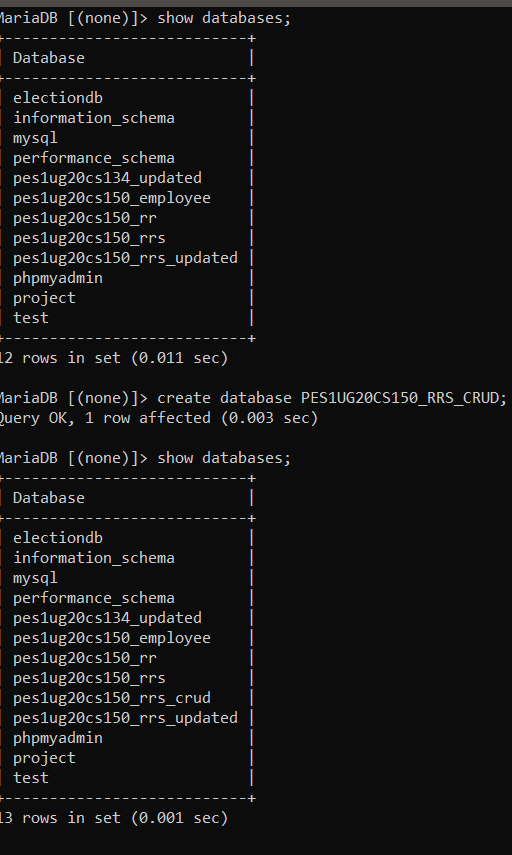 MariaDB [(none)]> show databases;
+---------------------------+
| Database                  |
+---------------------------+
| electiondb                |
| information_schema        |
| mysql                     |
| performance_schema        |
| pes1ug20cs134_updated     |
| pes1ug20cs150_employee    |
| pes1ug20cs150_rr          |
| pes1ug20cs150_rrs         |
| pes1ug20cs150_rrs_updated |
| phpmyadmin                |
| project                   |
| test                      |
+---------------------------+
12 rows in set (0.011 sec)
MariaDB [(none)]> create database PES1UG20CS150_RRS_CRUD;
Query OK, 1 row affected (0.003 sec)
MariaDB [(none)]> show databases;
+---------------------------+
| Database                  |
+---------------------------+
| electiondb                |
| information_schema        |
| mysql                     |
| performance_schema        |
| pes1ug20cs134_updated     |
| pes1ug20cs150_employee    |
| pes1ug20cs150_rr          |
| pes1ug20cs150_rrs         |
| pes1ug20cs150_rrs_crud    |
| pes1ug20cs150_rrs_updated |
| phpmyadmin                |
| project                   |
| test                      |
+---------------------------+
13 rows in set (0.001 sec)